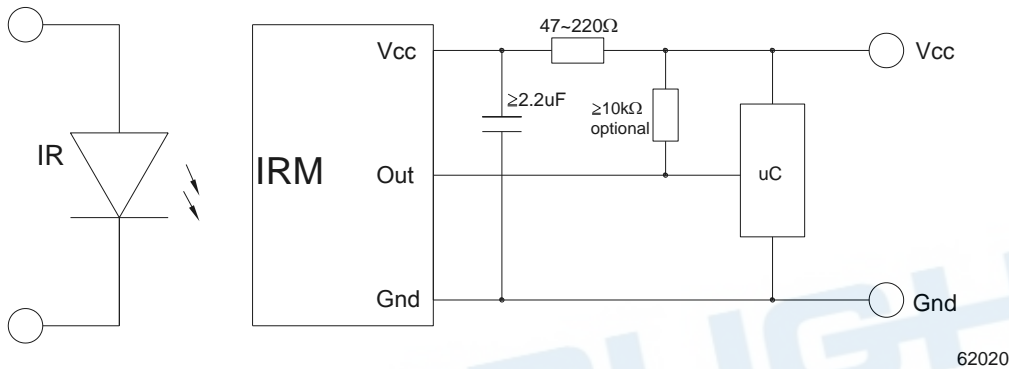 47~220Ω
Vcc
Vcc
≥2.2uF
≥10kΩ
optional
IR
IRM
Out
uC
Gnd
Gnd
62020